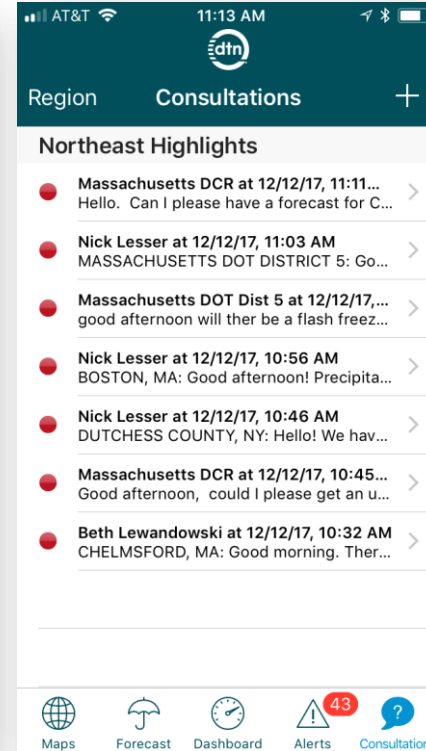 AT&T 11:13 AM
dtn
Region Consultations +
Northeast Highlights
Massachusetts DCR at 12/12/17, 11:11...
Hello. Can I please have a forecast for C...
Nick Lesser at 12/12/17, 11:03 AM
MASSACHUSETTS DOT DISTRICT 5: Go...
Massachusetts DOT Dist 5 at 12/12/17,...
good afternoon will ther be a flash freez...
Nick Lesser at 12/12/17, 10:56 AM
BOSTON, MA: Good afternoon! Precipita...
Nick Lesser at 12/12/17, 10:46 AM
DUTCHESS COUNTY, NY: Hello! We hav...
Massachusetts DCR at 12/12/17, 10:45...
Good afternoon, could I please get an u...
Beth Lewandowski at 12/12/17, 10:32 AM
CHELMSFORD, MA: Good morning. Ther...
43 ?
Maps Forecast Dashboard Alerts Consultation